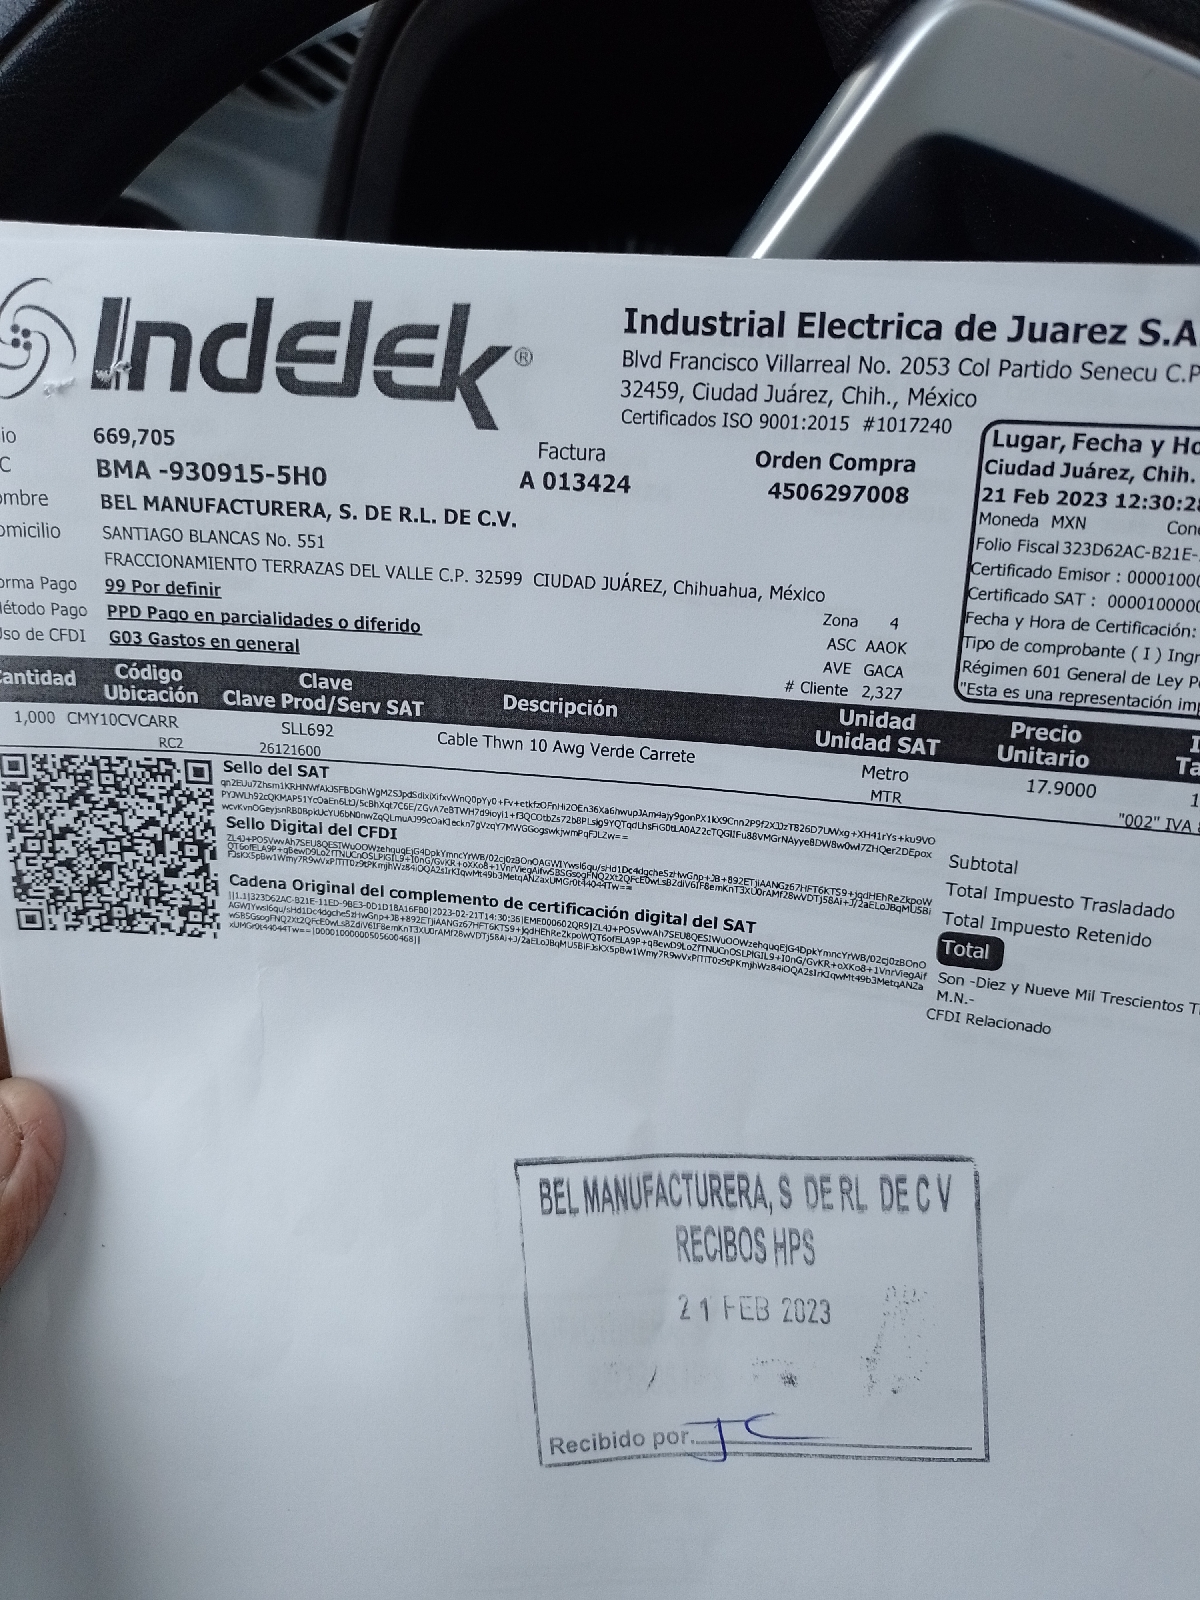 Indelek®
Industrial Electrica de Juarez S.A
Blvd Francisco Villarreal No. 2053 Col Partido Senecu C.P
32459, Ciudad Juárez, Chih., México
Certificados ISO 9001:2015 #1017240
io 669,705
C BMA -930915-5H0
Factura
A 013424
Orden Compra
4506297008
ombre BEL MANUFACTURERA, S. DE R.L. DE C.V.
omicilio SANTIAGO BLANCAS No. 551
FRACCIONAMIENTO TERRAZAS DEL VALLE C.P. 32599 CIUDAD JUÁREZ, Chihuahua, México
orma Pago 99 Por definir
étodo Pago PPD Pago en parcialidades o diferido
so de CFDI G03 Gastos en general
Zona 4
ASC AAOK
AVE GACA
# Cliente 2,327
Lugar, Fecha y Ho
Ciudad Juárez, Chih.
21 Feb 2023 12:30:28
Moneda MXN Con
Folio Fiscal 323D62AC-B21E-
Certificado Emisor : 0000100
Certificado SAT : 000010000
Fecha y Hora de Certificación:
Tipo de comprobante ( I ) Ingr
Régimen 601 General de Ley P
"Esta es una representación imp
antidad Código Ubicación Clave Clave Prod/Serv SAT Descripción Unidad Unidad SAT Precio Unitario
1,000 CMY10CVCARR SLL692 Cable Thwn 10 Awg Verde Carrete Metro 17.9000
RC2 26121600 MTR
"002" IVA
Sello del SAT
Sello Digital del CFDI
Cadena Original del complemento de certificación digital del SAT
Subtotal
Total Impuesto Trasladado
Total Impuesto Retenido
Total
Son -Diez y Nueve Mil Trescientos T
M.N.-
CFDI Relacionado
BEL MANUFACTURERA, S DE RL DE C V
RECIBOS HPS
21 FEB 2023
Recibido por. JC